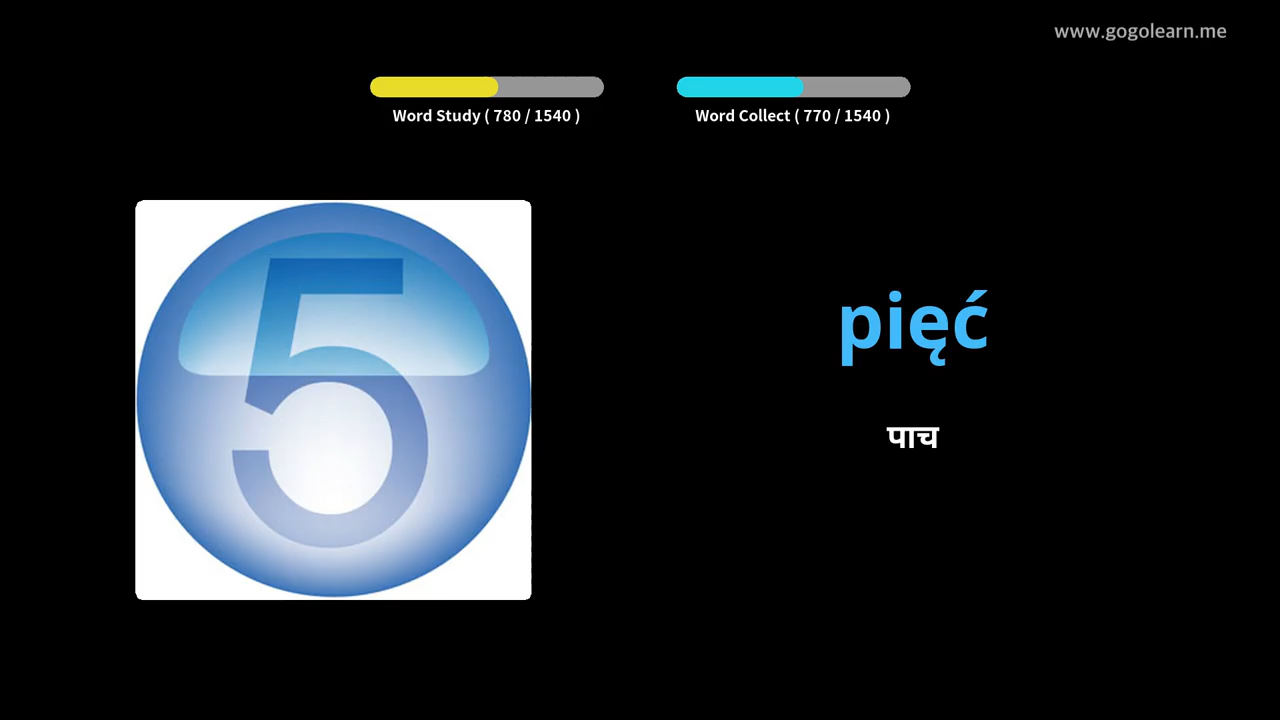 www.gogolearn.me
Word Study ( 780 / 1540 )
Word Collect ( 770 / 1540 )
5
pięć
पाच